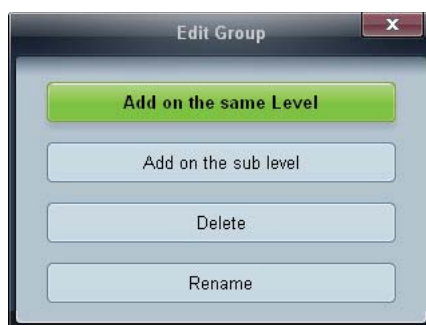 Edit Group
x
Add on the same Level
Add on the sub level
Delete
Rename